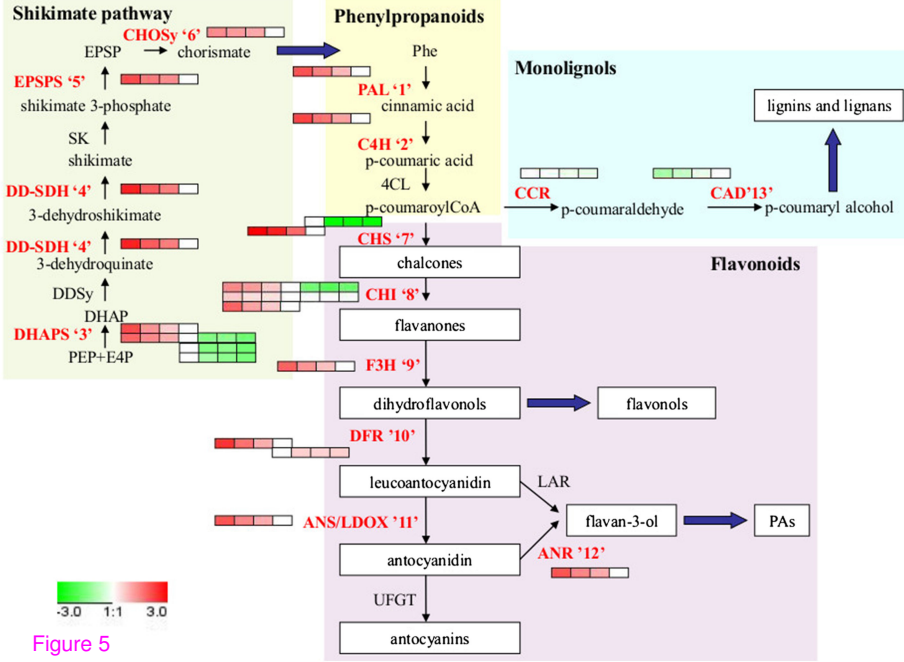 Shikimate pathway
CHOSy ‘6’
EPSP
chorismate
EPSPS ‘5’
shikimate 3-phosphate
SK
shikimate
DD-SDH ‘4’
3-dehydroshikimate
DD-SDH ‘4’
3-dehydroquinate
DDSy
DHAP
DHAPS ‘3’
PEP+E4P
Phenylpropanoids
Phe
PAL ‘1’
cinnamic acid
C4H ‘2’
p-coumaric acid
4CL
p-coumaroylCoA
Monolignols
lignins and lignans
CCR
CAD’13’
p-coumaraldehyde
p-coumaryl alcohol
Flavonoids
CHS ‘7’
chalcones
CHI ‘8’
flavanones
F3H ‘9’
dihydroflavonols
flavonols
DFR ’10’
leucoantocyanidin
LAR
ANS/LDOX ’11’
flavan-3-ol
PAs
antocyanidin
ANR ’12’
UFGT
antocyanins
-3.0 1:1 3.0
Figure 5